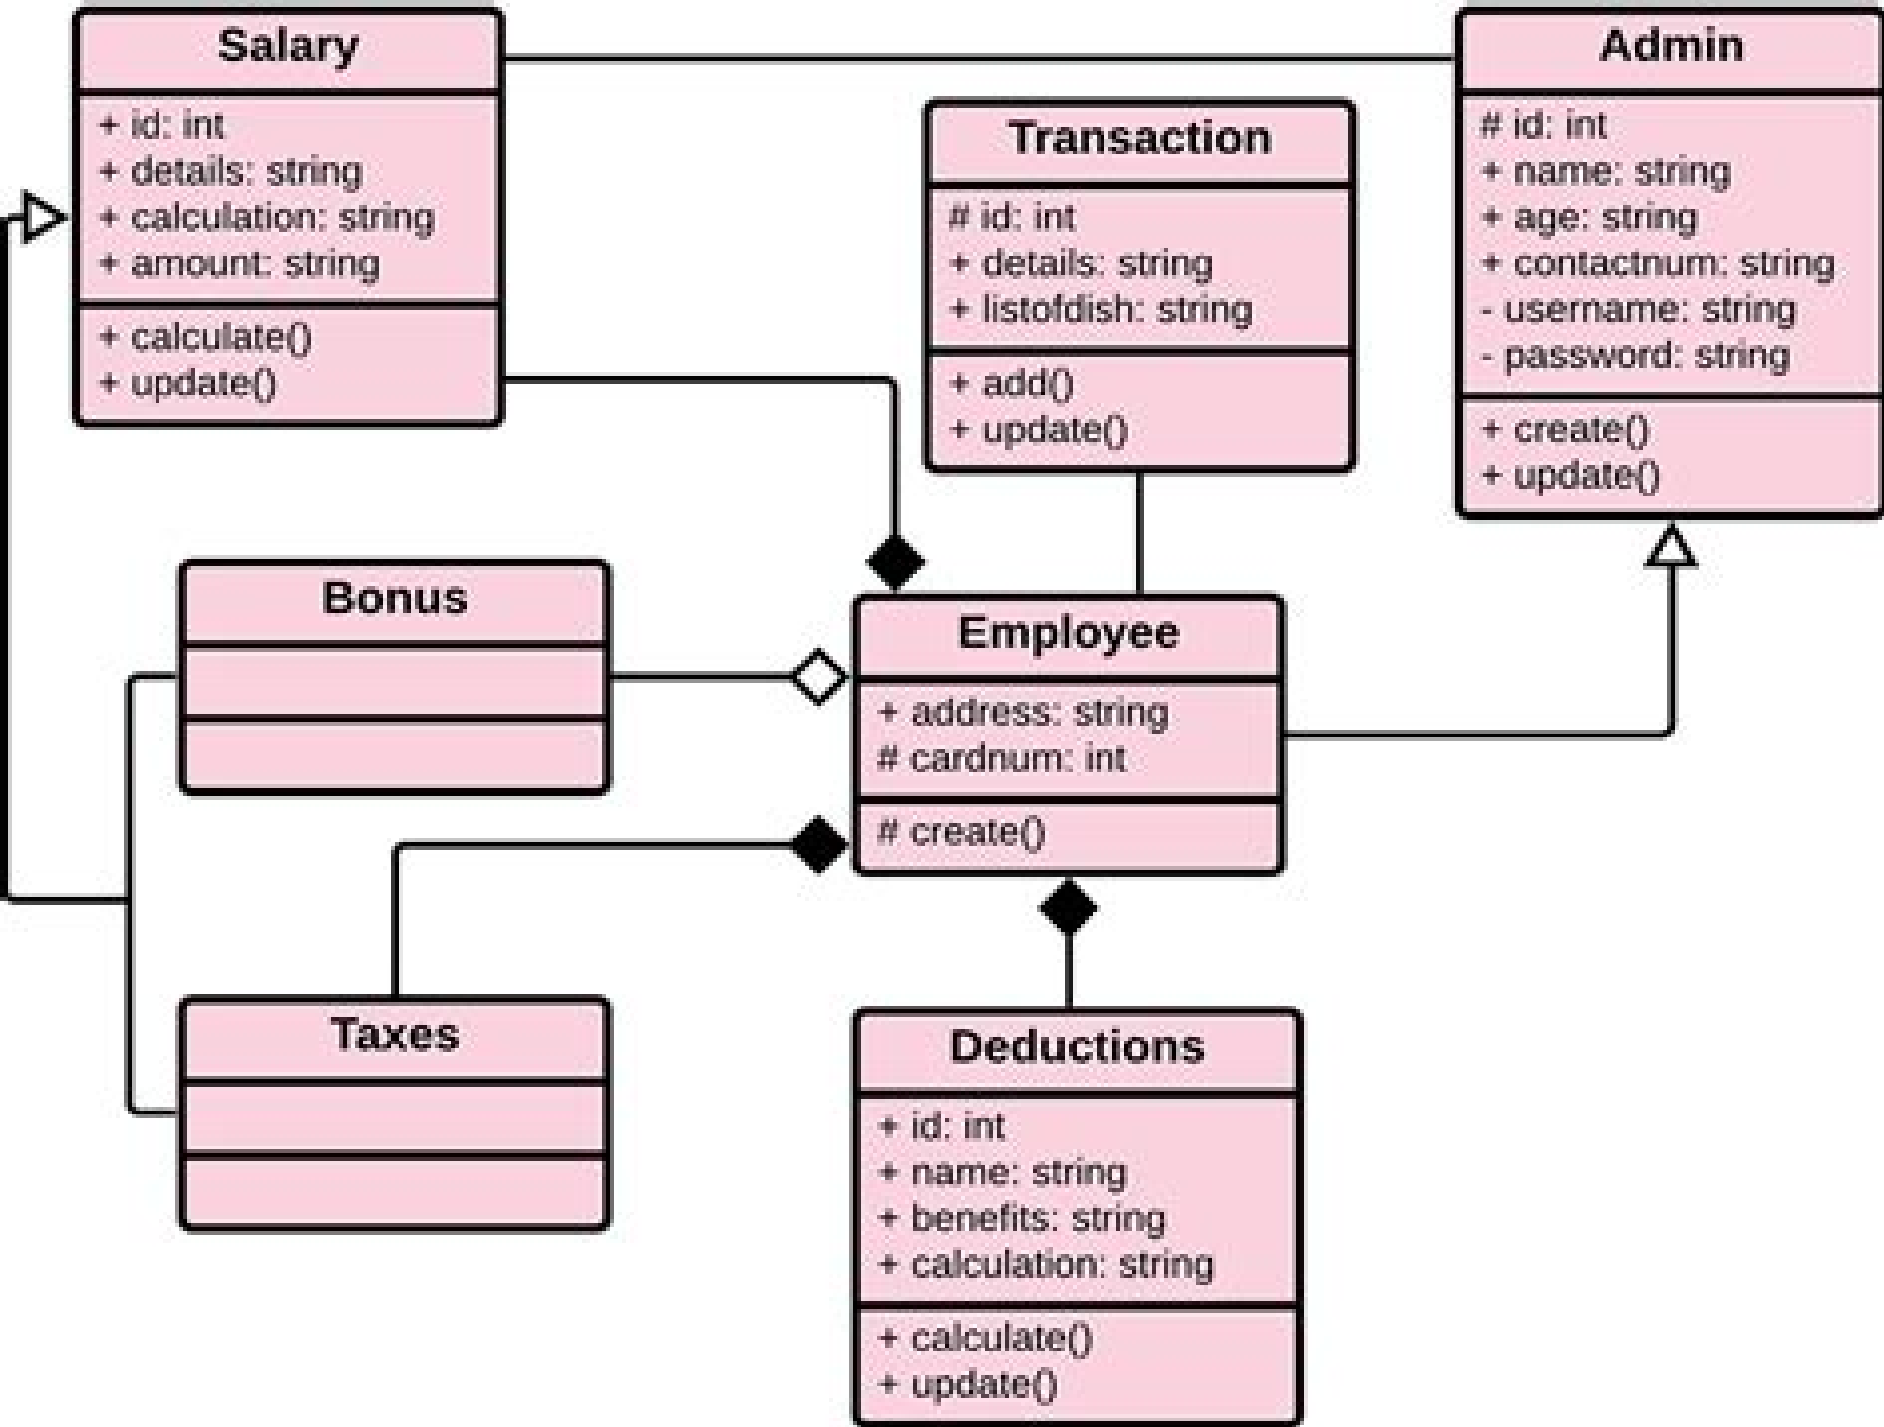 Salary
+ id: int
+ details: string
+ calculation: string
+ amount: string
+ calculate()
+ update()
Transaction
# id: int
+ details: string
+ listofdish: string
+ add()
+ update()
Admin
# id: int
+ name: string
+ age: string
+ contactnum: string
- username: string
- password: string
+ create()
+ update()
Bonus
Employee
+ address: string
# cardnum: int
# create()
Taxes
Deductions
+ id: int
+ name: string
+ benefits: string
+ calculation: string
+ calculate()
+ update()